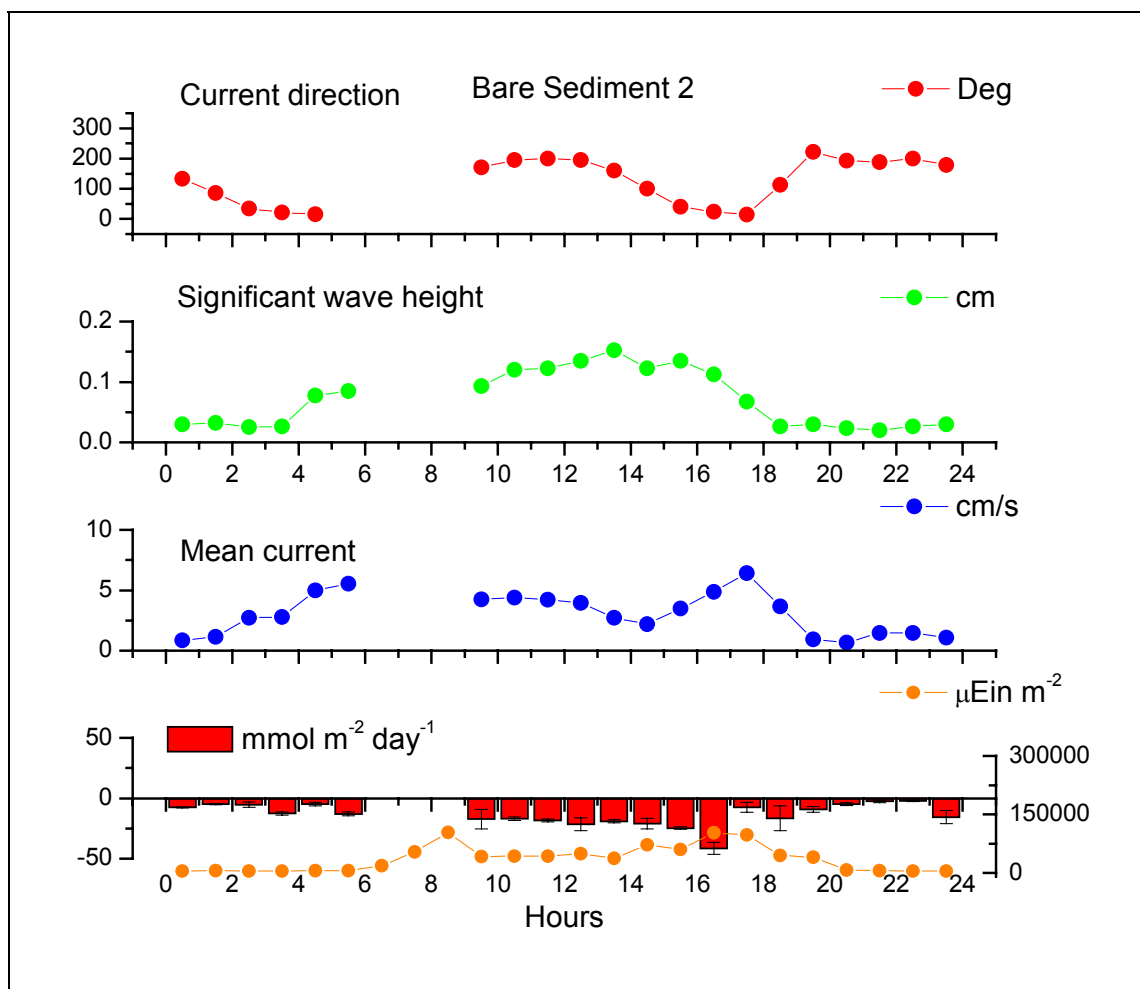 Current direction
Bare Sediment 2
Deg
300
200
100
0
Significant wave height
cm
0.2
0.1
0.0
0 2 4 6 8 10 12 14 16 18 20 22 24
cm/s
10
5
0
Mean current
µEin m⁻²
50
0
-50
mmol m⁻² day⁻¹
300000
150000
0
0 2 4 6 8 10 12 14 16 18 20 22 24
Hours